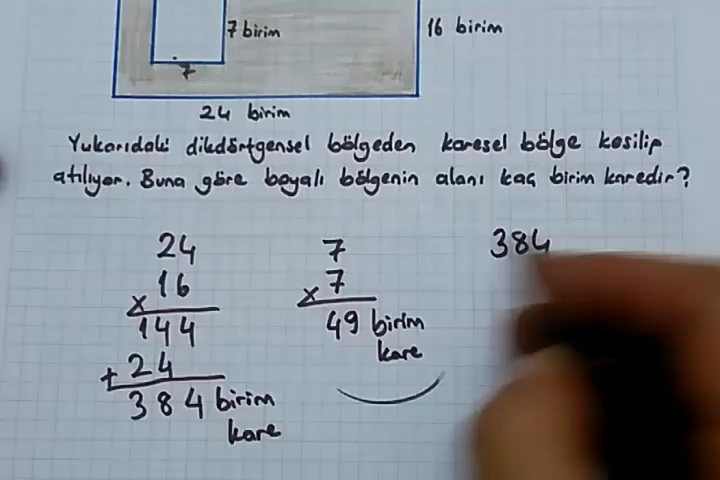 7 birim
16 birim
7
24 birim
Yukarıdaki dikdörtgensel bölgeden karesel bölge kesilip
atılıyor. Buna göre boyalı bölgenin alanı kaç birim karedir?
24
x 16
144
+ 24
384 birim
kare
7
x 7
49 birim
kare
384